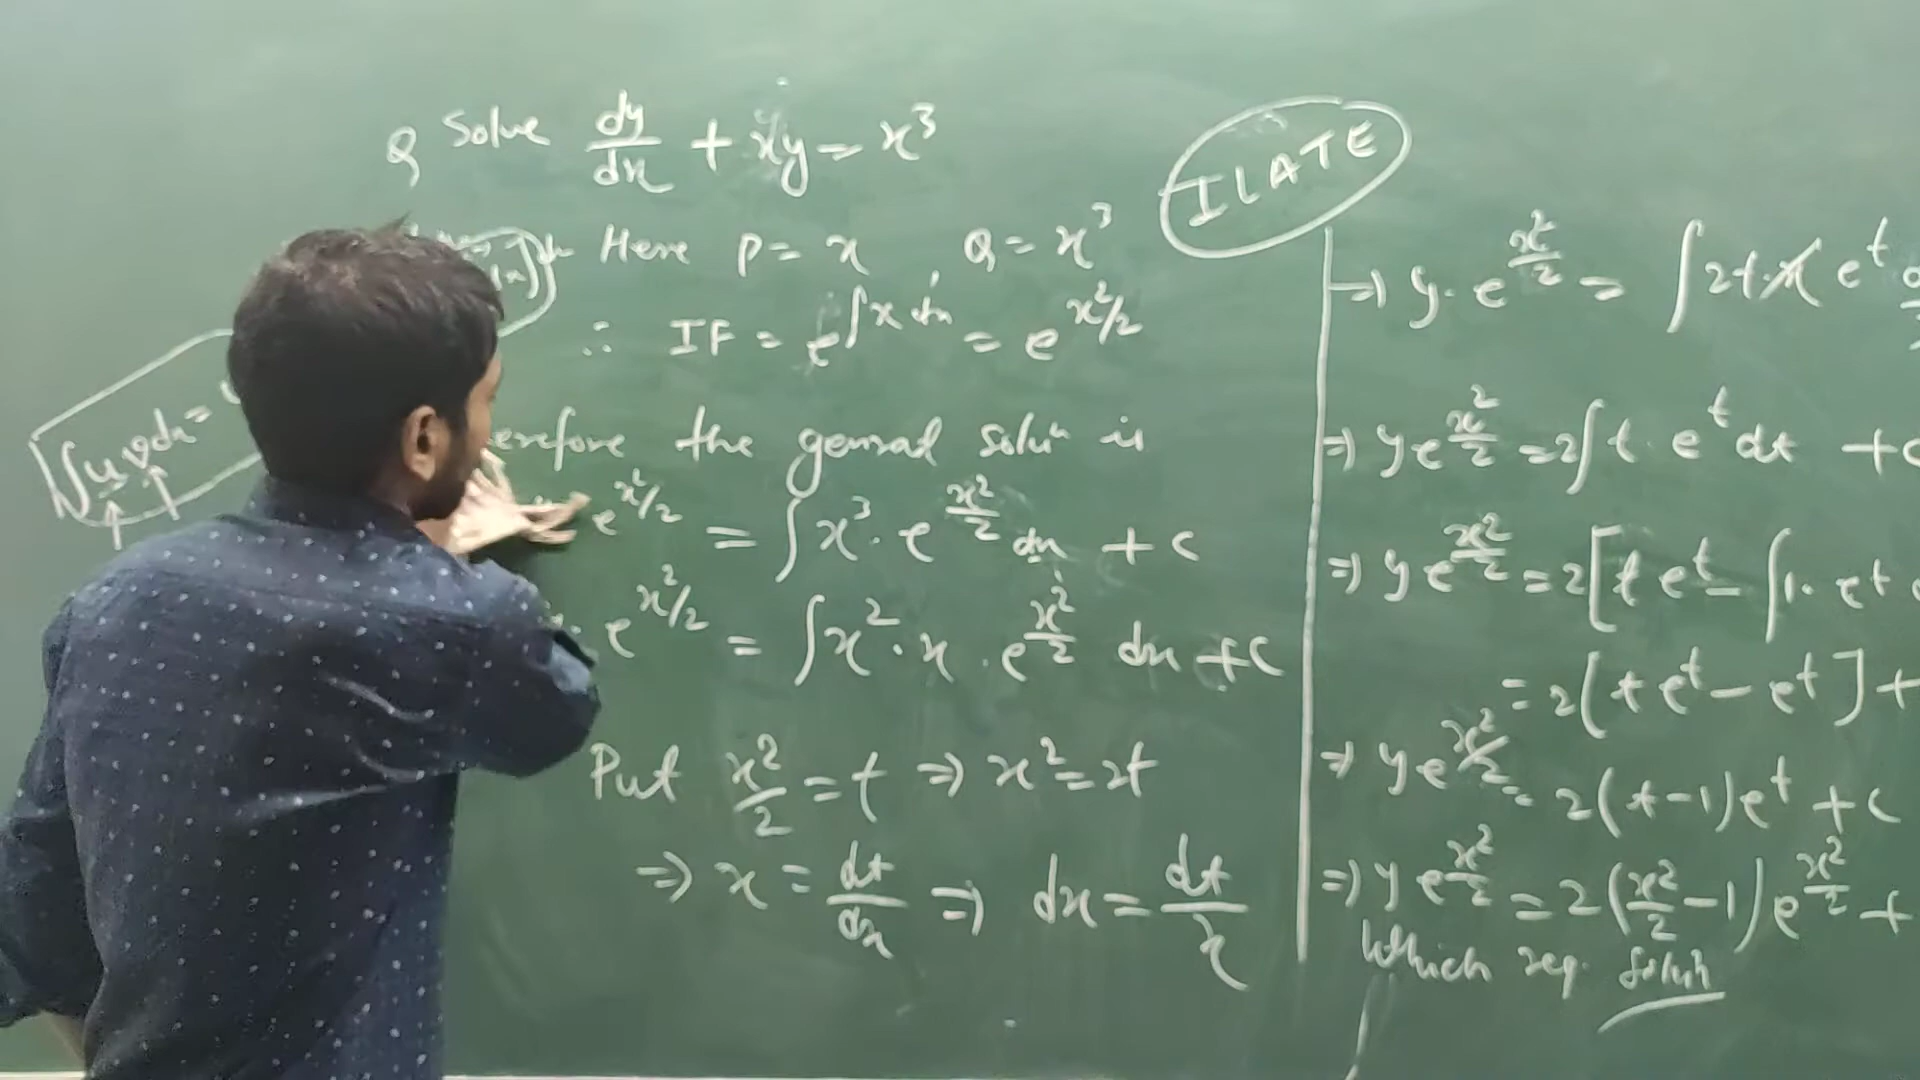 Q Solve dy/dx + xy = x³
Here P = x Q = x³
∴ IF = e^∫x dx = e^x²/2
erefore the genral soluⁿ is
e^x²/2 = ∫x³. e^x²/2 dx + c
. e^x²/2 = ∫x². x . e^x²/2 dx + c
Put x²/2 = t ⇒ x² = 2t
⇒ x = dt/dx ⇒ dx = dt/x
∫u v dx =
ILATE
⇒ y. e^x²/2 = ∫2t. x e^t
⇒ y e^x²/2 = 2∫t. e^t dt + c
⇒ y e^x²/2 = 2[t e^t - ∫1. e^t
= 2(t e^t - e^t] +
⇒ y e^x²/2 = 2(t-1)e^t + c
⇒ y e^x²/2 = 2(x²/2 - 1)e^x²/2 +
Which req. soluⁿ